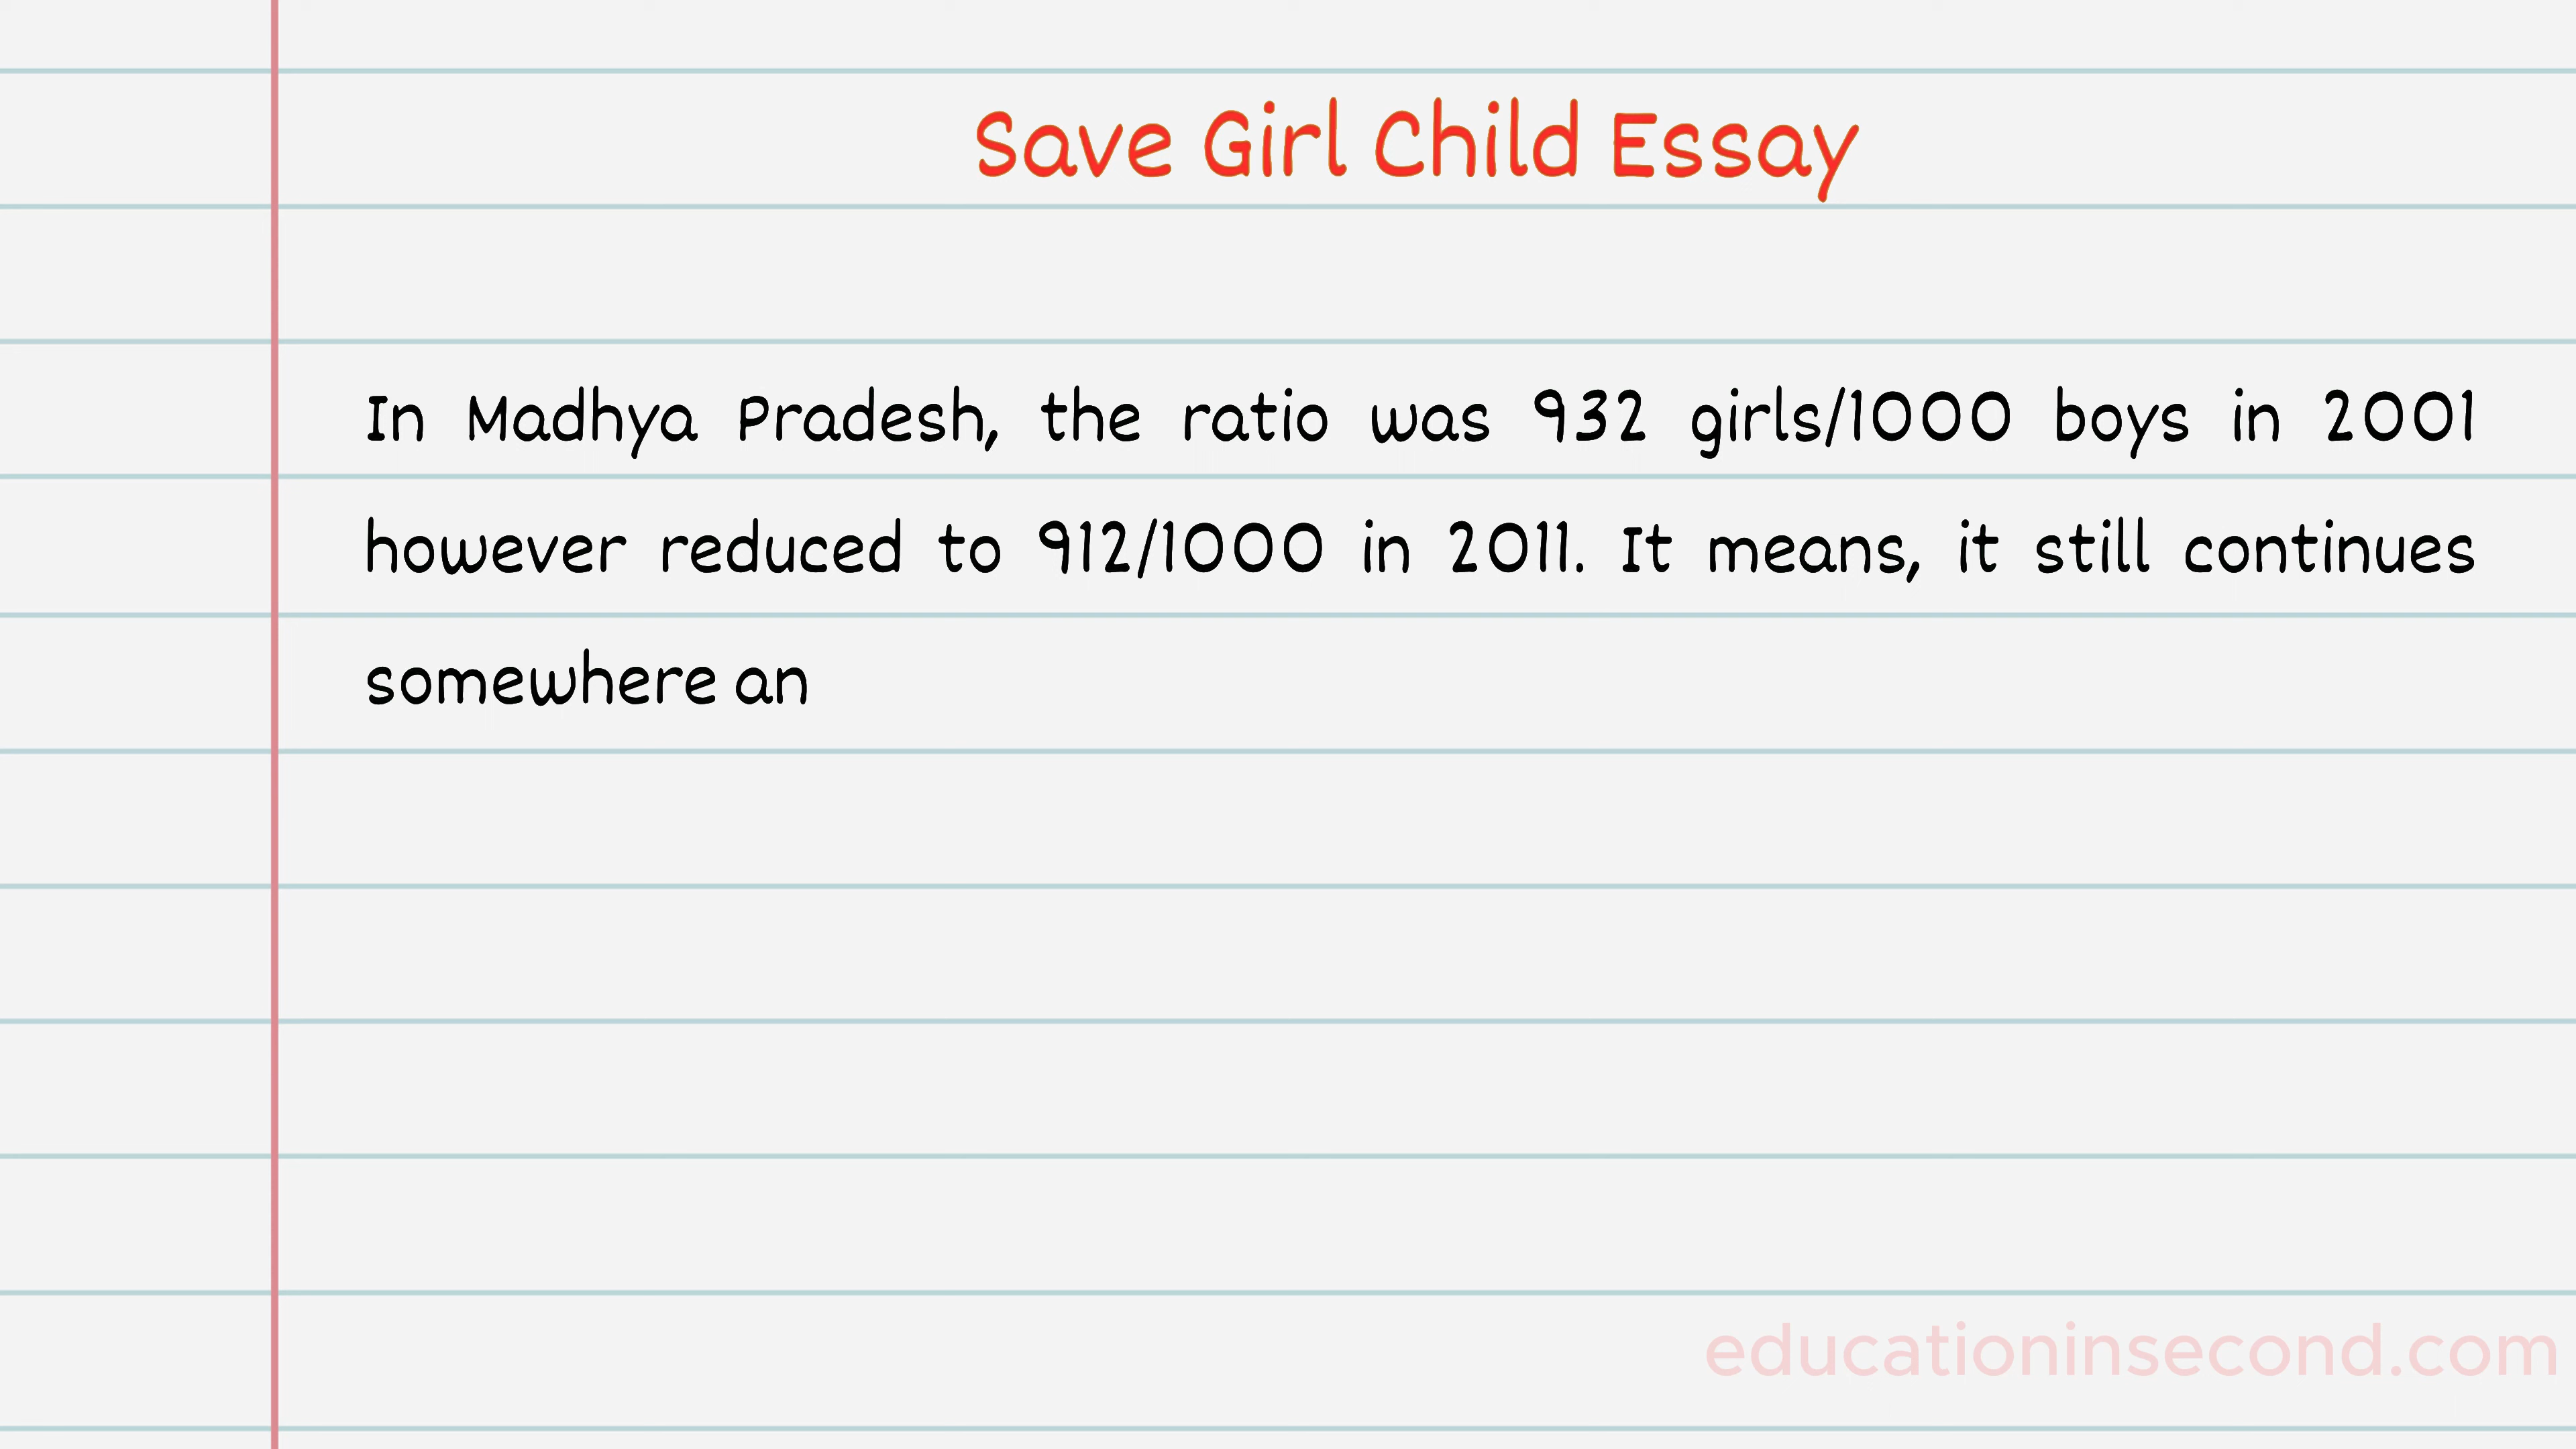 Save Girl Child Essay
In Madhya Pradesh, the ratio was 932 girls/1000 boys in 2001
however reduced to 912/1000 in 2011. It means, it still continues
somewhere an
educationinsecond.com